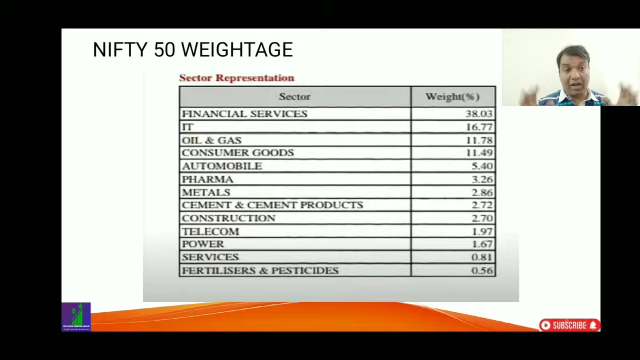 NIFTY 50 WEIGHTAGE
Sector Representation
Sector Weight(%)
FINANCIAL SERVICES 38.03
IT 16.77
OIL & GAS 11.78
CONSUMER GOODS 11.49
AUTOMOBILE 5.40
PHARMA 3.26
METALS 2.86
CEMENT & CEMENT PRODUCTS 2.72
CONSTRUCTION 2.70
TELECOM 1.97
POWER 1.67
SERVICES 0.81
FERTILISERS & PESTICIDES 0.56
SUBSCRIBE